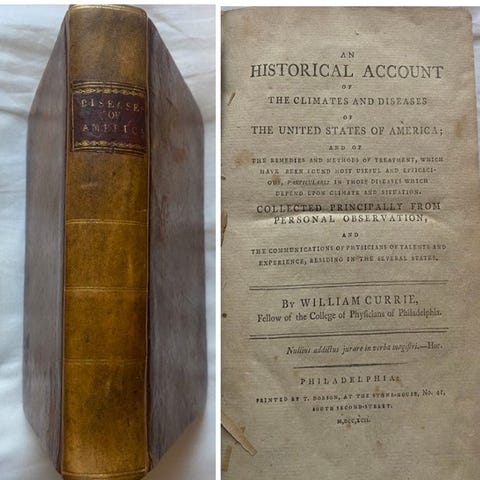 DISEASES
OF
AMERICA
AN
HISTORICAL ACCOUNT
OF
THE CLIMATES AND DISEASES
OF
THE UNITED STATES OF AMERICA;
AND OF
THE REMEDIES AND METHODS OF TREATMENT, WHICH
HAVE BEEN FOUND MOST USEFUL AND EFFICACI-
OUS, PARTICULARLY IN THOSE DISEASES WHICH
DEPEND UPON CLIMATE AND SITUATION.
COLLECTED PRINCIPALLY FROM
PERSONAL OBSERVATION,
AND
THE COMMUNICATIONS OF PHYSICIANS OF TALENTS AND
EXPERIENCE, RESIDING IN THE SEVERAL STATES.
BY WILLIAM CURRIE,
Fellow of the College of Physicians of Philadelphia.
Nullius addictus jurare in verba magistri.—Hor.
PHILADELPHIA:
PRINTED BY T. DOBSON, AT THE STONE-HOUSE, No. 41,
SOUTH SECOND-STREET.
M,DCC,XCII.